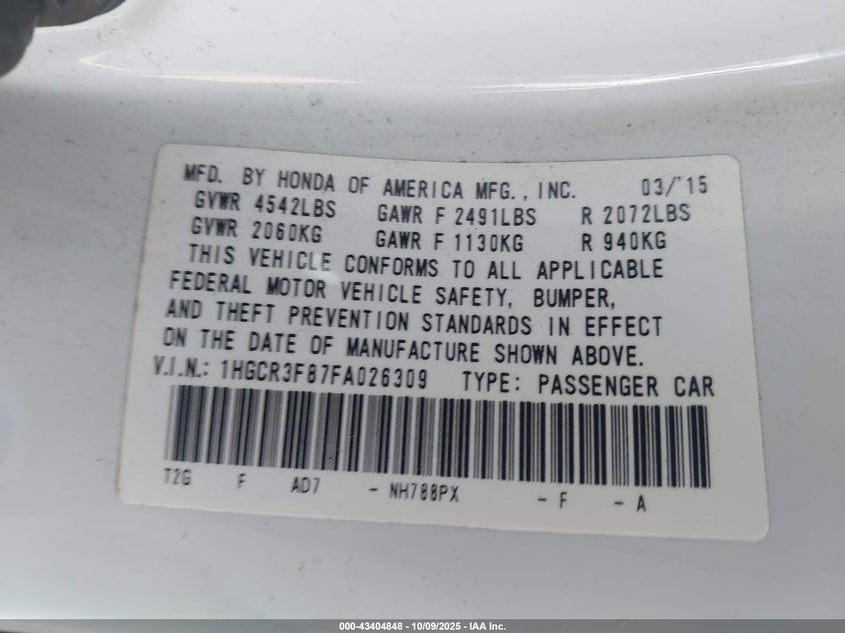 MFD. BY HONDA OF AMERICA MFG., INC. 03/'15
GVWR 4542LBS GAWR F 2491LBS R 2072LBS
GVWR 2060KG GAWR F 1130KG R 940KG
THIS VEHICLE CONFORMS TO ALL APPLICABLE
FEDERAL MOTOR VEHICLE SAFETY, BUMPER,
AND THEFT PREVENTION STANDARDS IN EFFECT
ON THE DATE OF MANUFACTURE SHOWN ABOVE.
V.I.N.: 1HGCR3F87FA026309 TYPE: PASSENGER CAR
T2G F AD7 - NH788PX - F - A
000-43404848 - 10/09/2025 - IAA Inc.